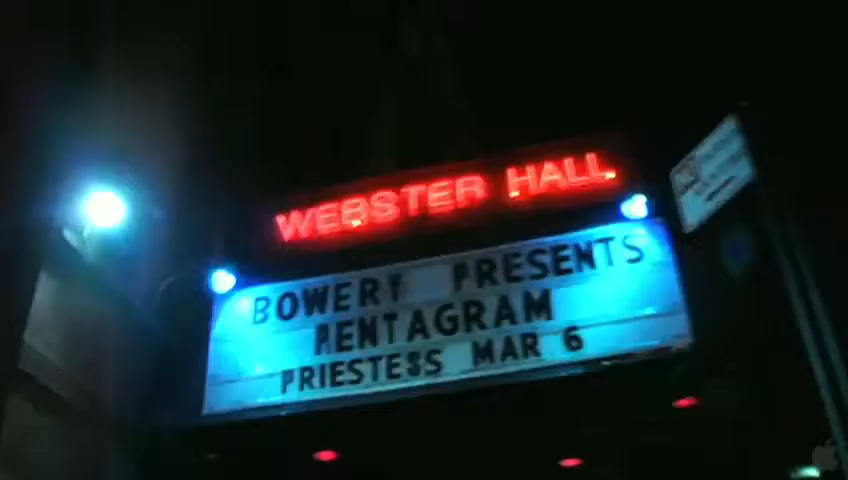 WEBSTER HALL
BOWERY PRESENTS
PENTAGRAM
PRIESTESS MAR 6